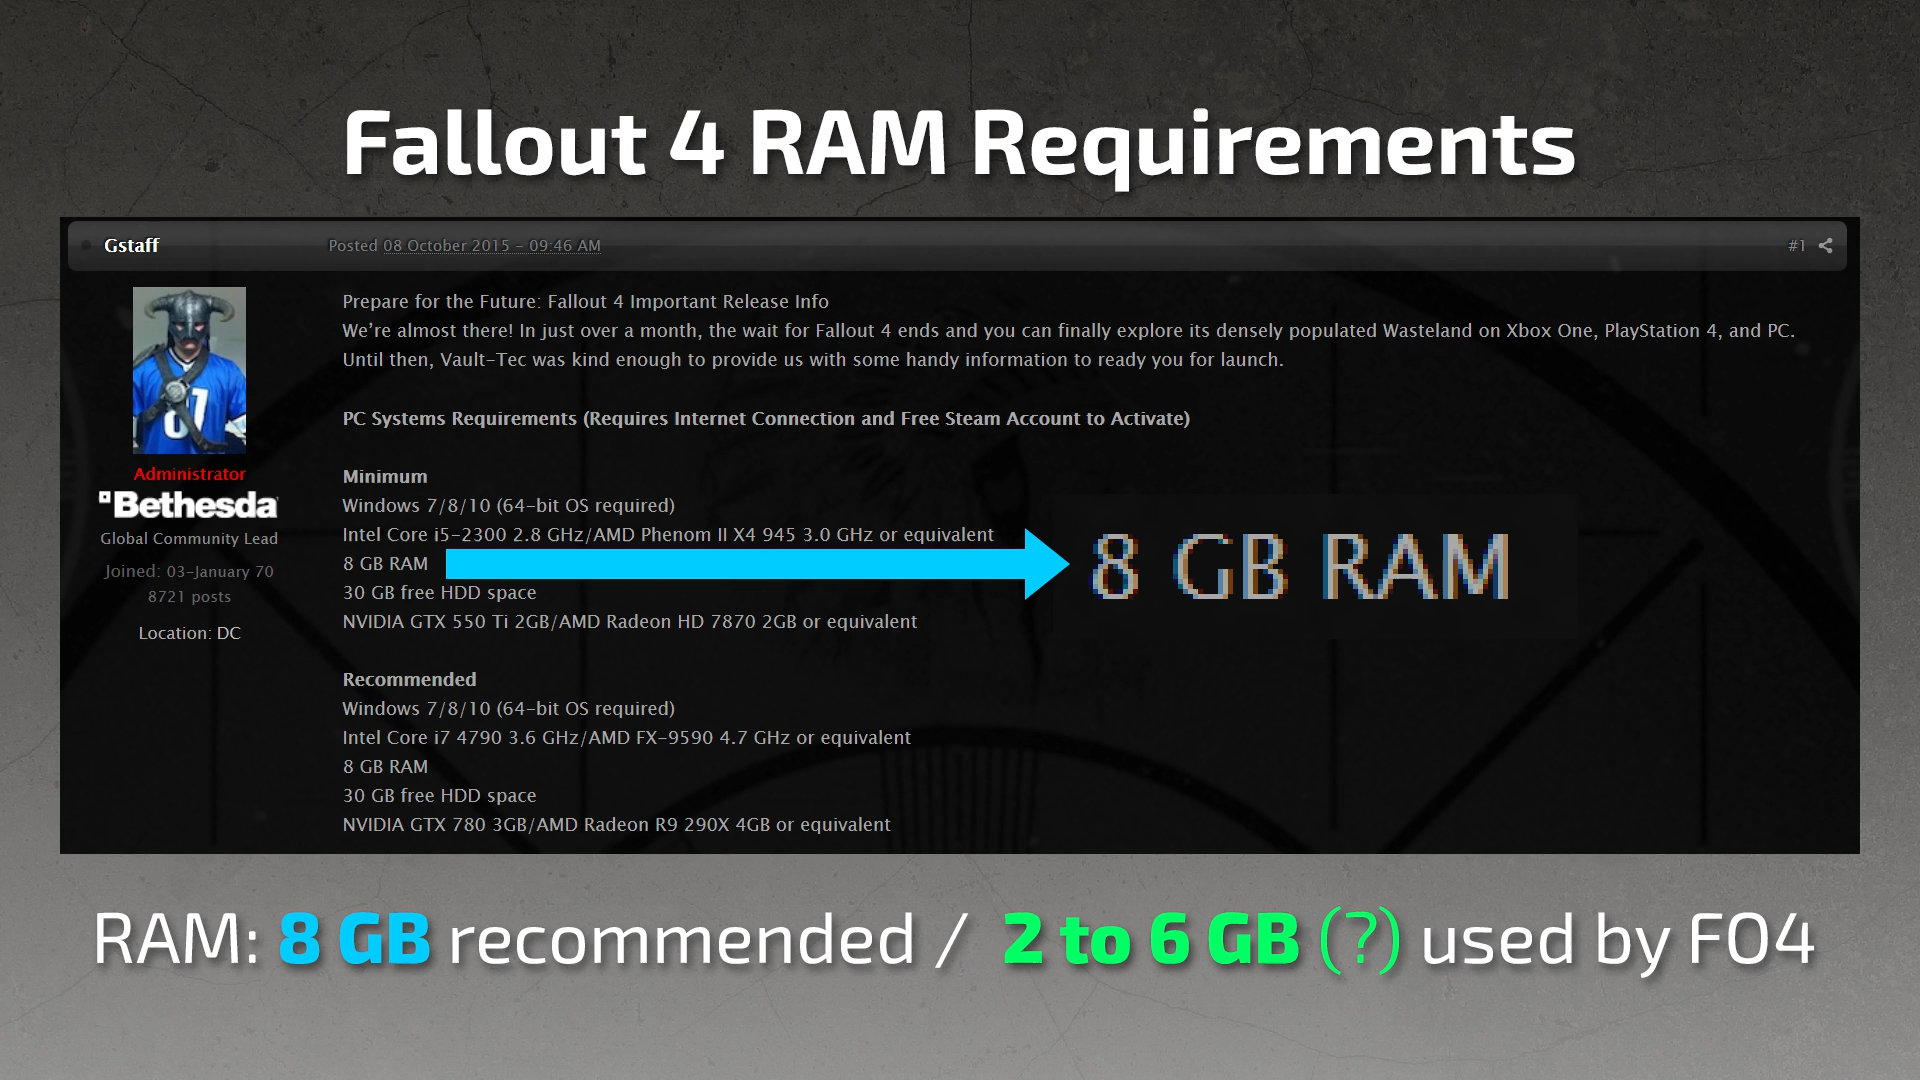 Fallout 4 RAM Requirements
Gstaff
Posted 08 October 2015 - 09:46 AM
#1
Administrator
Bethesda
Global Community Lead
Joined: 03-January 70
8721 posts
Location: DC
Prepare for the Future: Fallout 4 Important Release Info
We’re almost there! In just over a month, the wait for Fallout 4 ends and you can finally explore its densely populated Wasteland on Xbox One, PlayStation 4, and PC.
Until then, Vault-Tec was kind enough to provide us with some handy information to ready you for launch.
PC Systems Requirements (Requires Internet Connection and Free Steam Account to Activate)
Minimum
Windows 7/8/10 (64-bit OS required)
Intel Core i5-2300 2.8 GHz/AMD Phenom II X4 945 3.0 GHz or equivalent
8 GB RAM
8 GB RAM
30 GB free HDD space
NVIDIA GTX 550 Ti 2GB/AMD Radeon HD 7870 2GB or equivalent
Recommended
Windows 7/8/10 (64-bit OS required)
Intel Core i7 4790 3.6 GHz/AMD FX-9590 4.7 GHz or equivalent
8 GB RAM
30 GB free HDD space
NVIDIA GTX 780 3GB/AMD Radeon R9 290X 4GB or equivalent
RAM: 8 GB recommended / 2 to 6 GB (?) used by FO4